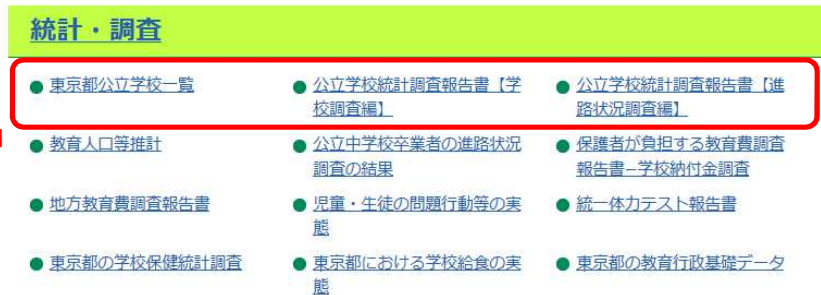 統計・調査
東京都公立学校一覧
公立学校統計調査報告書【学
校調査編】
公立学校統計調査報告書【進
路状況調査編】
教育人口等推計
公立中学校卒業者の進路状況
調査の結果
保護者が負担する教育費調査
報告書−学校納付金調査
地方教育費調査報告書
児童・生徒の問題行動等の実
態
統一体力テスト報告書
東京都の学校保健統計調査
東京都における学校給食の実
態
東京都の教育行政基礎データ